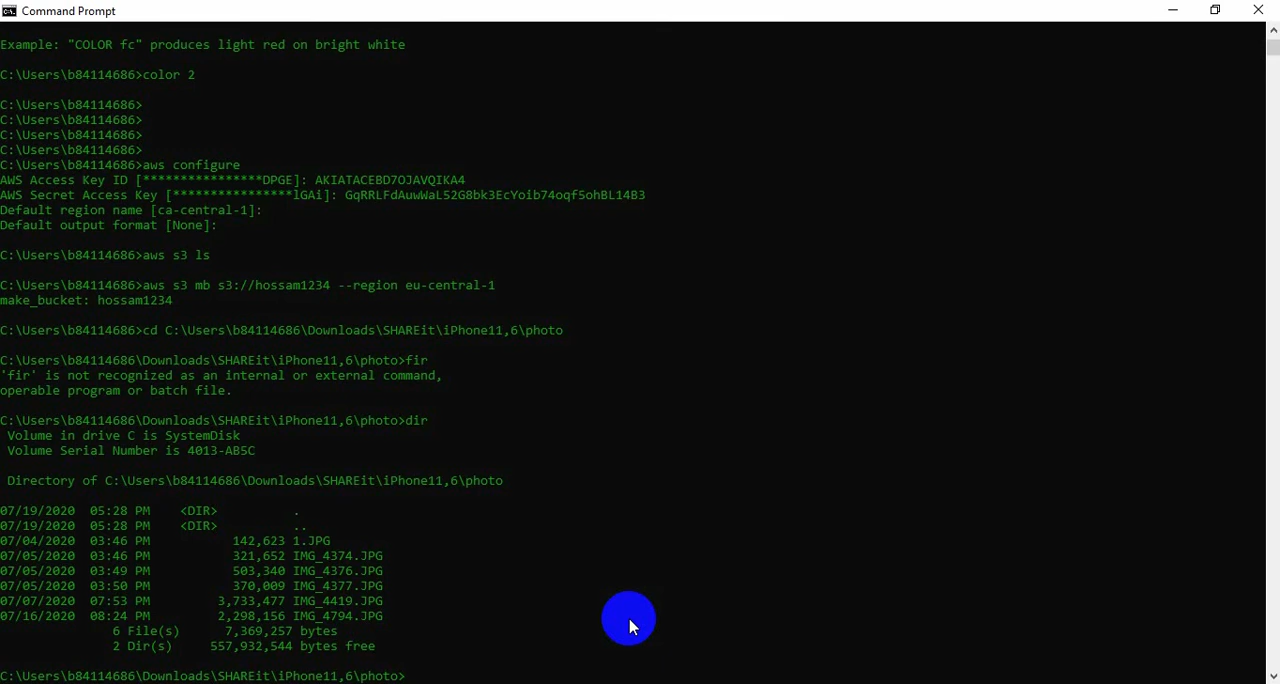 Command Prompt
Example: "COLOR fc" produces light red on bright white
C:\Users\b84114686>color 2
C:\Users\b84114686>
C:\Users\b84114686>
C:\Users\b84114686>
C:\Users\b84114686>
C:\Users\b84114686>aws configure
AWS Access Key ID [****************DPGE]: AKIATACEBD7OJAVQIKA4
AWS Secret Access Key [****************lGAi]: 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
Default region name [ca-central-1]:
Default output format [None]:
C:\Users\b84114686>aws s3 ls
C:\Users\b84114686>aws s3 mb s3://hossam1234 --region eu-central-1
make_bucket: hossam1234
C:\Users\b84114686>cd C:\Users\b84114686\Downloads\SHAREit\iPhone11,6\photo
C:\Users\b84114686\Downloads\SHAREit\iPhone11,6\photo>fir
'fir' is not recognized as an internal or external command,
operable program or batch file.
C:\Users\b84114686\Downloads\SHAREit\iPhone11,6\photo>dir
Volume in drive C is SystemDisk
Volume Serial Number is 4013-AB5C
Directory of C:\Users\b84114686\Downloads\SHAREit\iPhone11,6\photo
07/19/2020 05:28 PM <DIR> .
07/19/2020 05:28 PM <DIR> ..
07/04/2020 03:46 PM 142,623 1.JPG
07/05/2020 03:46 PM 321,652 IMG_4374.JPG
07/05/2020 03:49 PM 503,340 IMG_4376.JPG
07/05/2020 03:50 PM 370,009 IMG_4377.JPG
07/07/2020 07:53 PM 3,733,477 IMG_4419.JPG
07/16/2020 08:24 PM 2,298,156 IMG_4794.JPG
6 File(s) 7,369,257 bytes
2 Dir(s) 557,932,544 bytes free
C:\Users\b84114686\Downloads\SHAREit\iPhone11,6\photo>